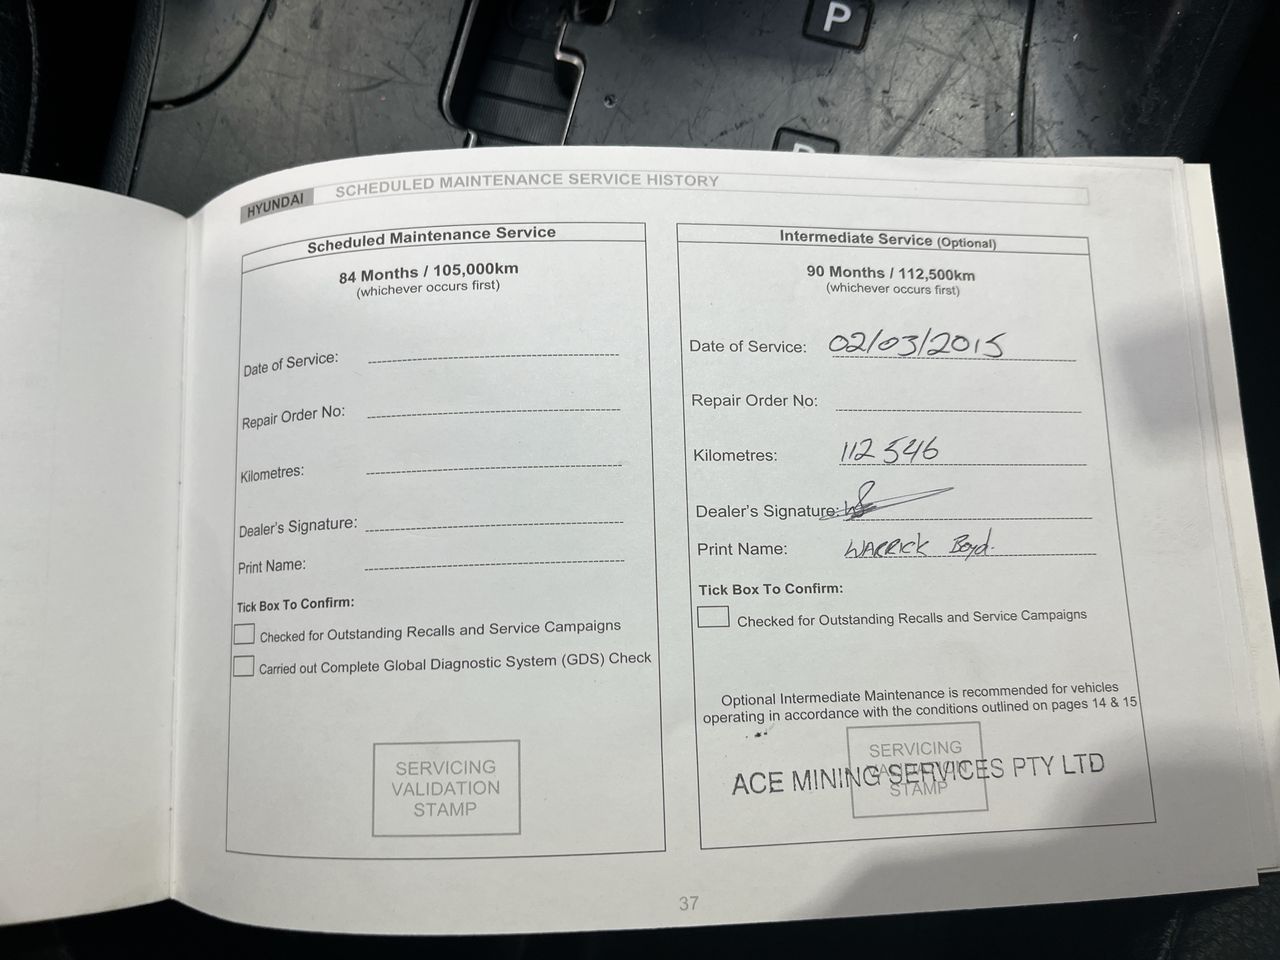 P
HYUNDAI SCHEDULED MAINTENANCE SERVICE HISTORY
Scheduled Maintenance Service
84 Months / 105,000km
(whichever occurs first)
Date of Service:
Repair Order No:
Kilometres:
Dealer's Signature:
Print Name:
Tick Box To Confirm:
Checked for Outstanding Recalls and Service Campaigns
Carried out Complete Global Diagnostic System (GDS) Check
SERVICING
VALIDATION
STAMP
Intermediate Service (Optional)
90 Months / 112,500km
(whichever occurs first)
Date of Service: 02/03/2015
Repair Order No:
Kilometres: 112 546
Dealer's Signature:
Print Name: WARRICK Boyd.
Tick Box To Confirm:
Checked for Outstanding Recalls and Service Campaigns
Optional Intermediate Maintenance is recommended for vehicles
operating in accordance with the conditions outlined on pages 14 & 15
SERVICING
ACE MINING SERVICES PTY LTD
STAMP
37